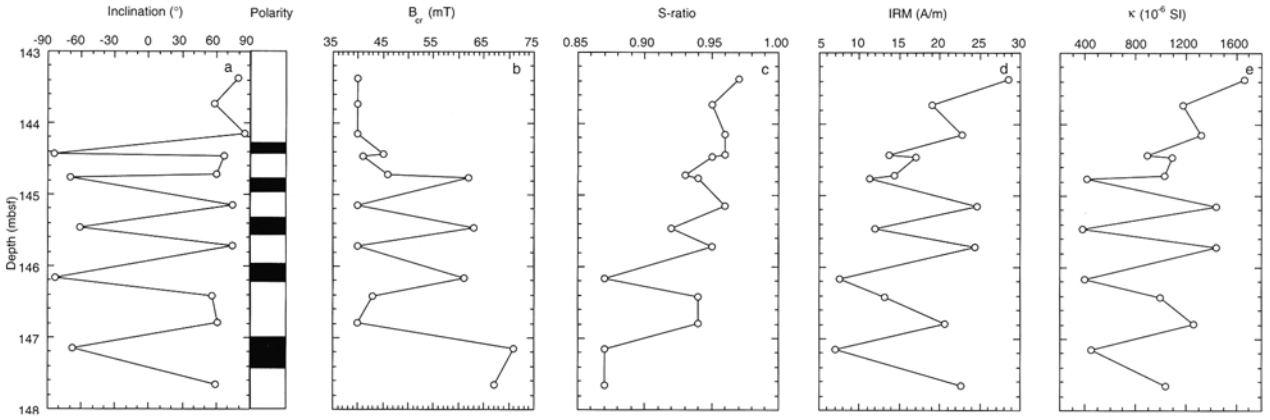 Inclination (°) Polarity B_cr (mT) S-ratio IRM (A/m) κ (10⁻⁶ SI)
-90 -60 -30 0 30 60 90 35 45 55 65 75 0.85 0.90 0.95 1.00 5 10 15 20 25 30 400 800 1200 1600
a b c d e
Depth (mbsf)
143
144
145
146
147
148